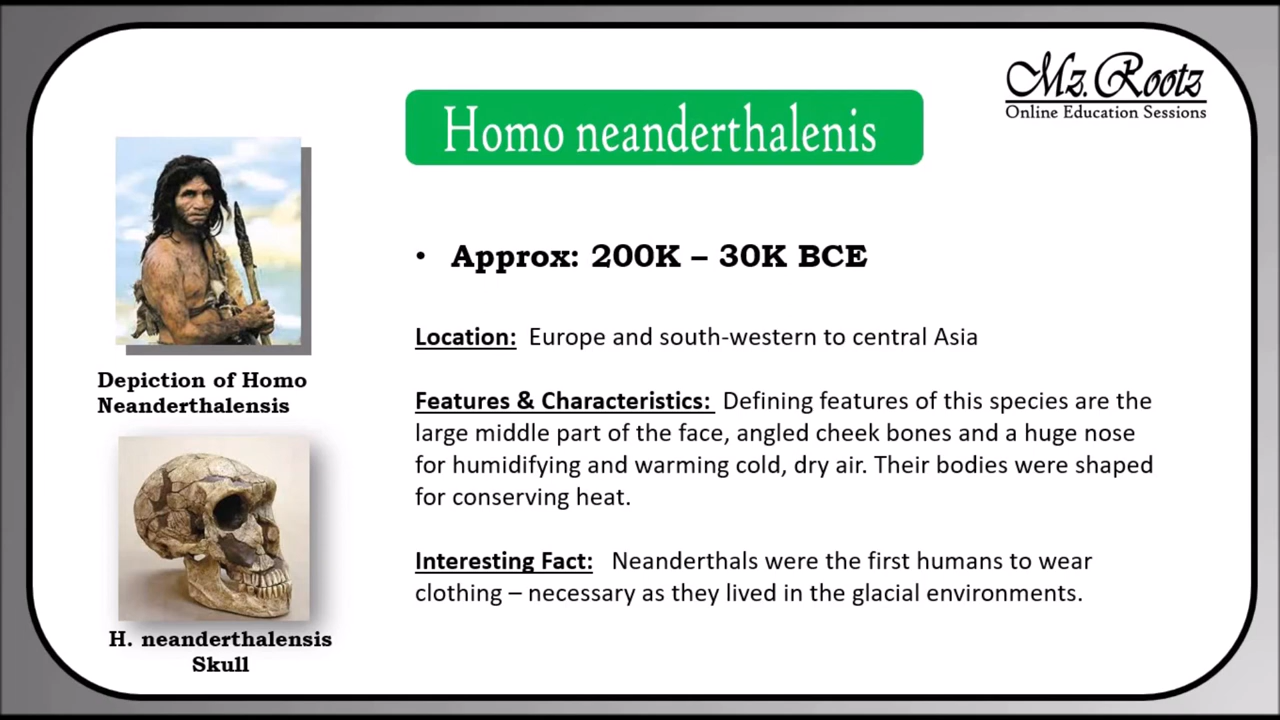 Mz. Rootz
Online Education Sessions
Homo neanderthalenis
• Approx: 200K – 30K BCE
Location: Europe and south-western to central Asia
Features & Characteristics: Defining features of this species are the
large middle part of the face, angled cheek bones and a huge nose
for humidifying and warming cold, dry air. Their bodies were shaped
for conserving heat.
Interesting Fact: Neanderthals were the first humans to wear
clothing – necessary as they lived in the glacial environments.
Depiction of Homo
Neanderthalensis
H. neanderthalensis
Skull